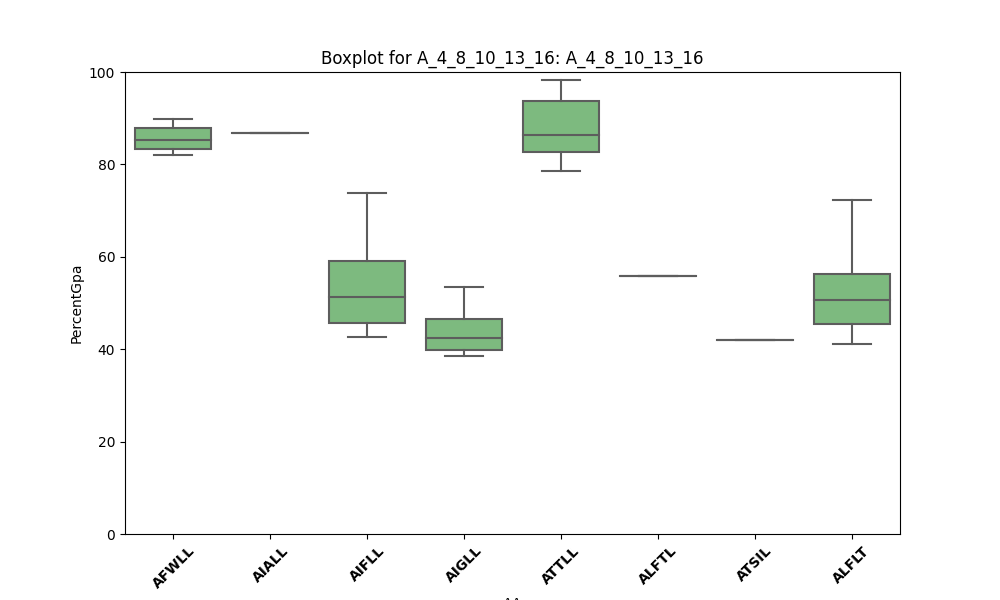 Boxplot for A_4_8_10_13_16: A_4_8_10_13_16
100
80
60
40
20
0
PercentGpa
AFWLL
AIALL
AIFLL
AIGLL
ATTLL
ALFTL
ATSIL
ALFLT